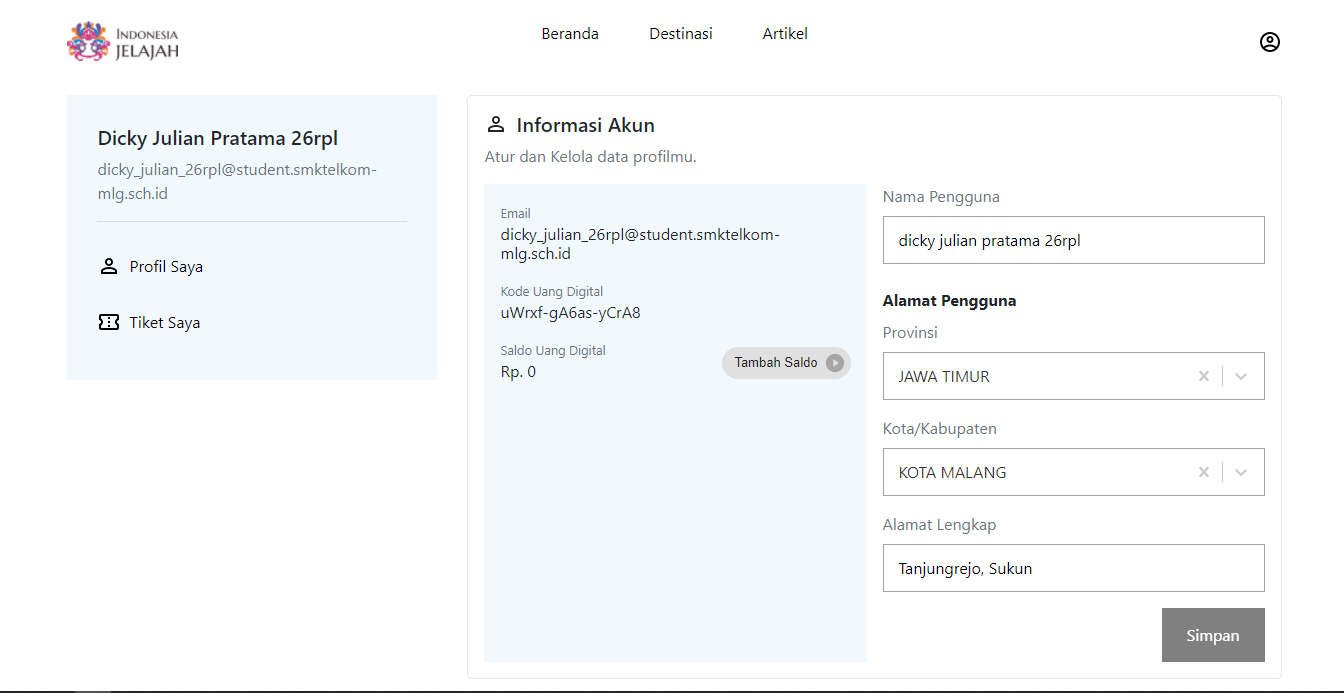 INDONESIA
JELAJAH
Beranda
Destinasi
Artikel
Dicky Julian Pratama 26rpl
dicky_julian_26rpl@student.smktelkom-
mlg.sch.id
Profil Saya
Tiket Saya
Informasi Akun
Atur dan Kelola data profilmu.
Email
dicky_julian_26rpl@student.smktelkom-
mlg.sch.id
Kode Uang Digital
uWrxf-gA6as-yCrA8
Saldo Uang Digital
Rp. 0
Tambah Saldo
Nama Pengguna
dicky julian pratama 26rpl
Alamat Pengguna
Provinsi
JAWA TIMUR
Kota/Kabupaten
KOTA MALANG
Alamat Lengkap
Tanjungrejo, Sukun
Simpan